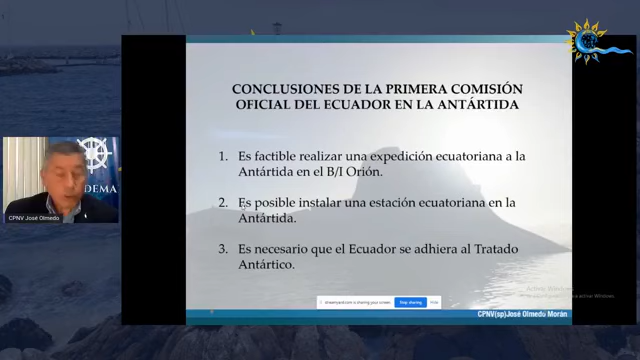 CONCLUSIONES DE LA PRIMERA COMISIÓN
OFICIAL DEL ECUADOR EN LA ANTÁRTIDA
1. Es factible realizar una expedición ecuatoriana a la
Antártida en el B/I Orión.
2. Es posible instalar una estación ecuatoriana en la
Antártida.
3. Es necesario que el Ecuador se adhiera al Tratado
Antártico.
DEMA
CPNV José Olmedo
streamyard.com is sharing your screen.
Stop sharing
Hide
activar Windows.
CPNV(sp)José Olmedo Morán